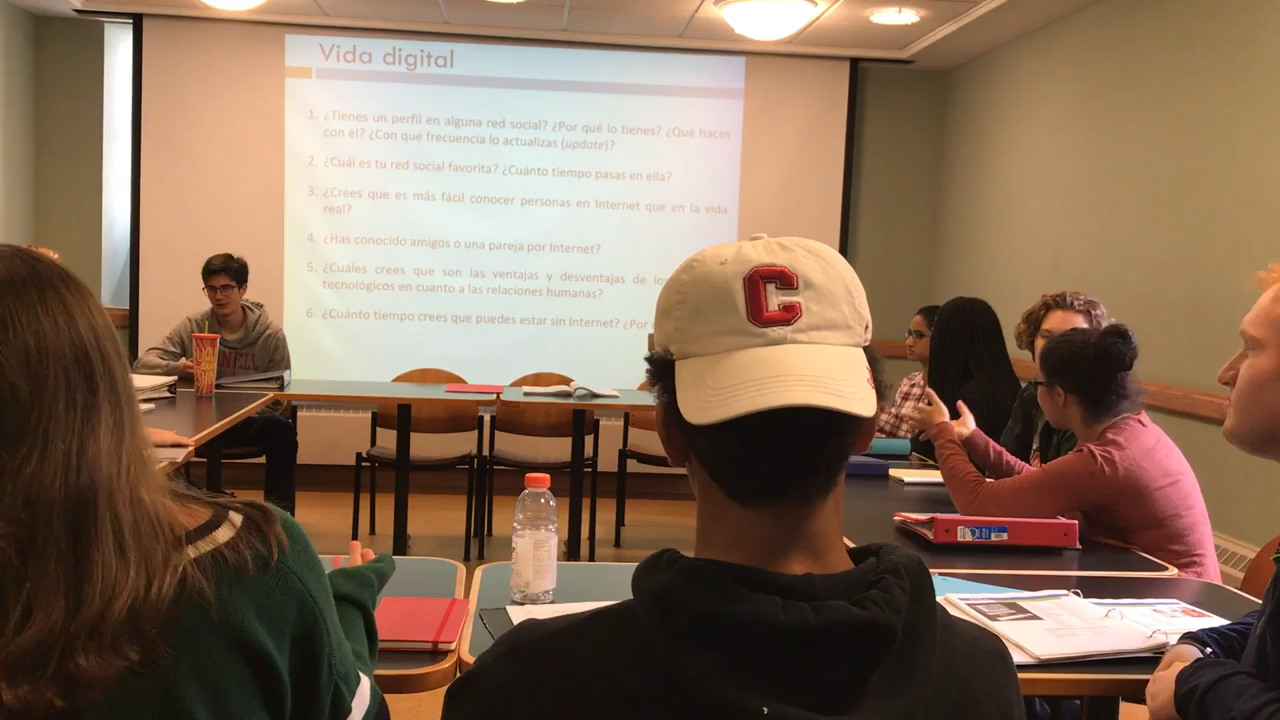 Vida digital
1. ¿Tienes un perfil en alguna red social? ¿Por qué lo tienes? ¿Qué haces
con él? ¿Con qué frecuencia lo actualizas (update)?
2. ¿Cuál es tu red social favorita? ¿Cuánto tiempo pasas en ella?
3. ¿Crees que es más fácil conocer personas en Internet que en la vida
real?
4. ¿Has conocido amigos o una pareja por Internet?
5. ¿Cuáles crees que son las ventajas y desventajas de
tecnológicos en cuanto a las relaciones humanas?
6. ¿Cuánto tiempo crees que puedes estar sin Internet? ¿Por
C
NELL